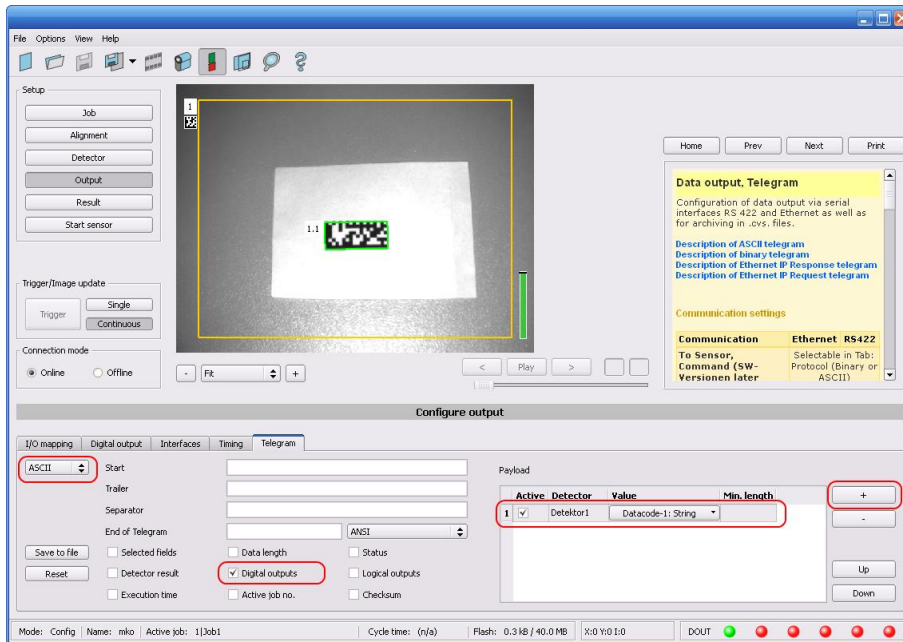 File Options View Help
Setup
Job
Alignment
Detector
Output
Result
Start sensor
Trigger/Image update
Trigger
Single
Continuous
Connection mode
Online Offline
1
1.1
- Fit +
< Play >
Home Prev Next Print
Data output, Telegram
Configuration of data output via serial
interfaces RS 422 and Ethernet as well as
for archiving in .cvs. files.
Description of ASCII telegram
Description of binary telegram
Description of Ethernet IP Response telegram
Description of Ethernet IP Request telegram
Communication settings
Communication Ethernet RS422
To Sensor, Selectable in Tab:
Command (SW- Protocol (Binary or
Versionen later ASCII)
Configure output
I/O mapping Digital output Interfaces Timing Telegram
ASCII
Start
Trailer
Separator
End of Telegram ANSI
Save to file
Reset
Selected fields Data length Status
Detector result Digital outputs Logical outputs
Execution time Active job no. Checksum
Payload
Active Detector Value Min. length
1 Detektor1 Datacode-1: String
+
-
Up
Down
Mode: Config Name: mko Active job: 1|Job1 Cycle time: (n/a) Flash: 0.3 kB / 40.0 MB X:0 Y:0 I:0 DOUT